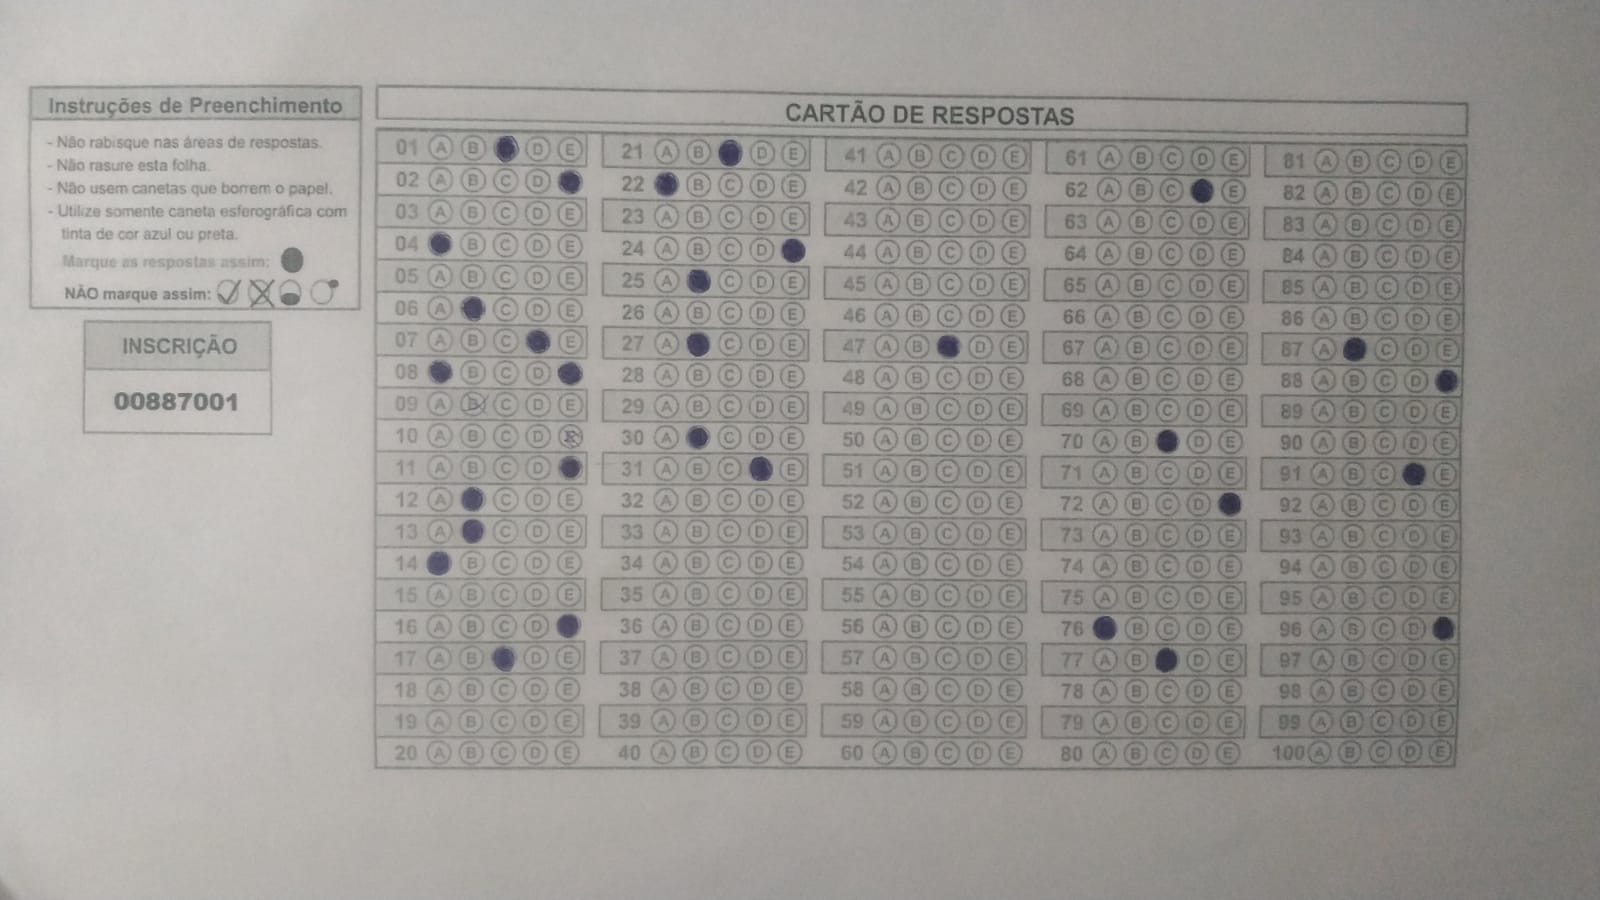 Instruções de Preenchimento
- Não rabisque nas áreas de respostas.
- Não rasure esta folha.
- Não usem canetas que borrem o papel.
- Utilize somente caneta esferográfica com
tinta de cor azul ou preta.
Marque as respostas assim:
NÃO marque assim:
INSCRIÇÃO
00887001
CARTÃO DE RESPOSTAS
01 A B D E 21 A B D E 41 A B C D E 61 A B C D E 81 A B C D E
02 A B C D 22 B C D E 42 A B C D E 62 A B C E 82 A B C D E
03 A B C D E 23 A B C D E 43 A B C D E 63 A B C D E 83 A B C D E
04 B C D E 24 A B C D 44 A B C D E 64 A B C D E 84 A B C D E
05 A B C D E 25 A C D E 45 A B C D E 65 A B C D E 85 A B C D E
06 A C D E 26 A B C D E 46 A B C D E 66 A B C D E 86 A B C D E
07 A B C E 27 A C D E 47 A B D E 67 A B C D E 87 A C D E
08 B C D 28 A B C D E 48 A B C D E 68 A B C D E 88 A B C D
09 A B C D E 29 A B C D E 49 A B C D E 69 A B C D E 89 A B C D E
10 A B C D E 30 A C D E 50 A B C D E 70 A B D E 90 A B C D E
11 A B C D 31 A B C E 51 A B C D E 71 A B C D E 91 A B C E
12 A C D E 32 A B C D E 52 A B C D E 72 A B C D 92 A B C D E
13 A C D E 33 A B C D E 53 A B C D E 73 A B C D E 93 A B C D E
14 B C D E 34 A B C D E 54 A B C D E 74 A B C D E 94 A B C D E
15 A B C D E 35 A B C D E 55 A B C D E 75 A B C D E 95 A B C D E
16 A B C D 36 A B C D E 56 A B C D E 76 B C D E 96 A B C D
17 A B D E 37 A B C D E 57 A B C D E 77 A B D E 97 A B C D E
18 A B C D E 38 A B C D E 58 A B C D E 78 A B C D E 98 A B C D E
19 A B C D E 39 A B C D E 59 A B C D E 79 A B C D E 99 A B C D E
20 A B C D E 40 A B C D E 60 A B C D E 80 A B C D E 100 A B C D E